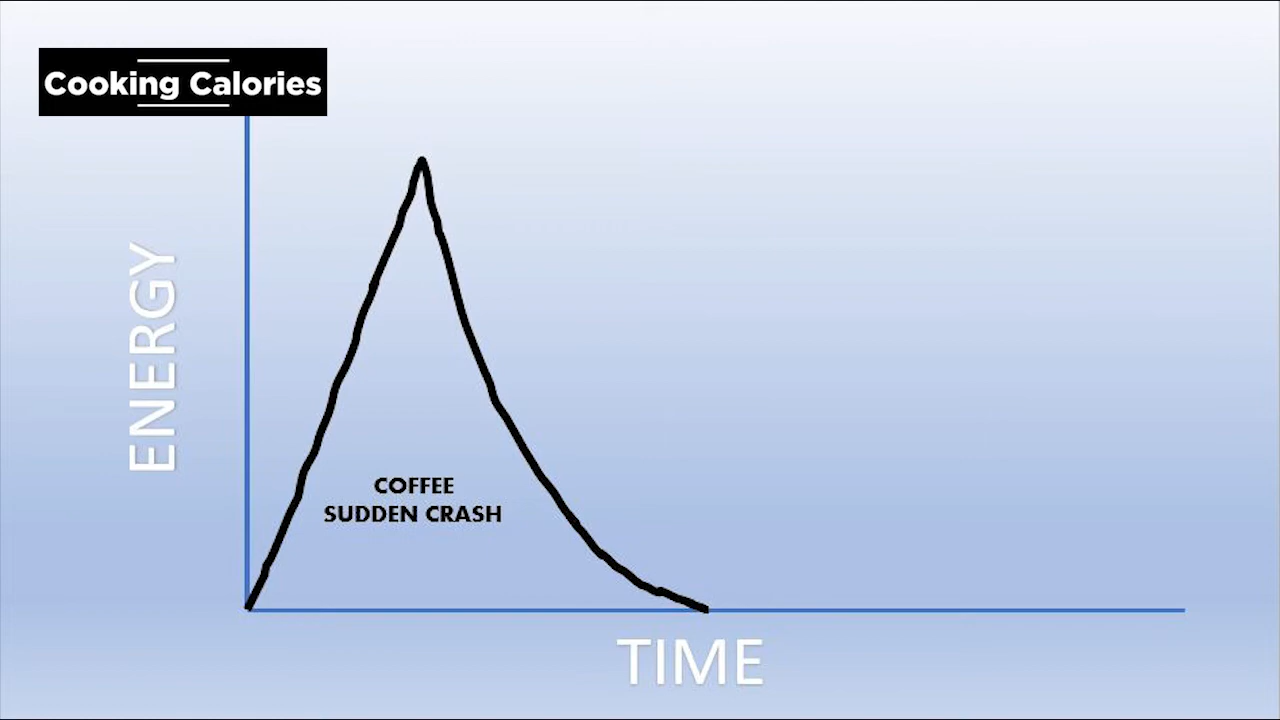 Cooking Calories
ENERGY
COFFEE
SUDDEN CRASH
TIME